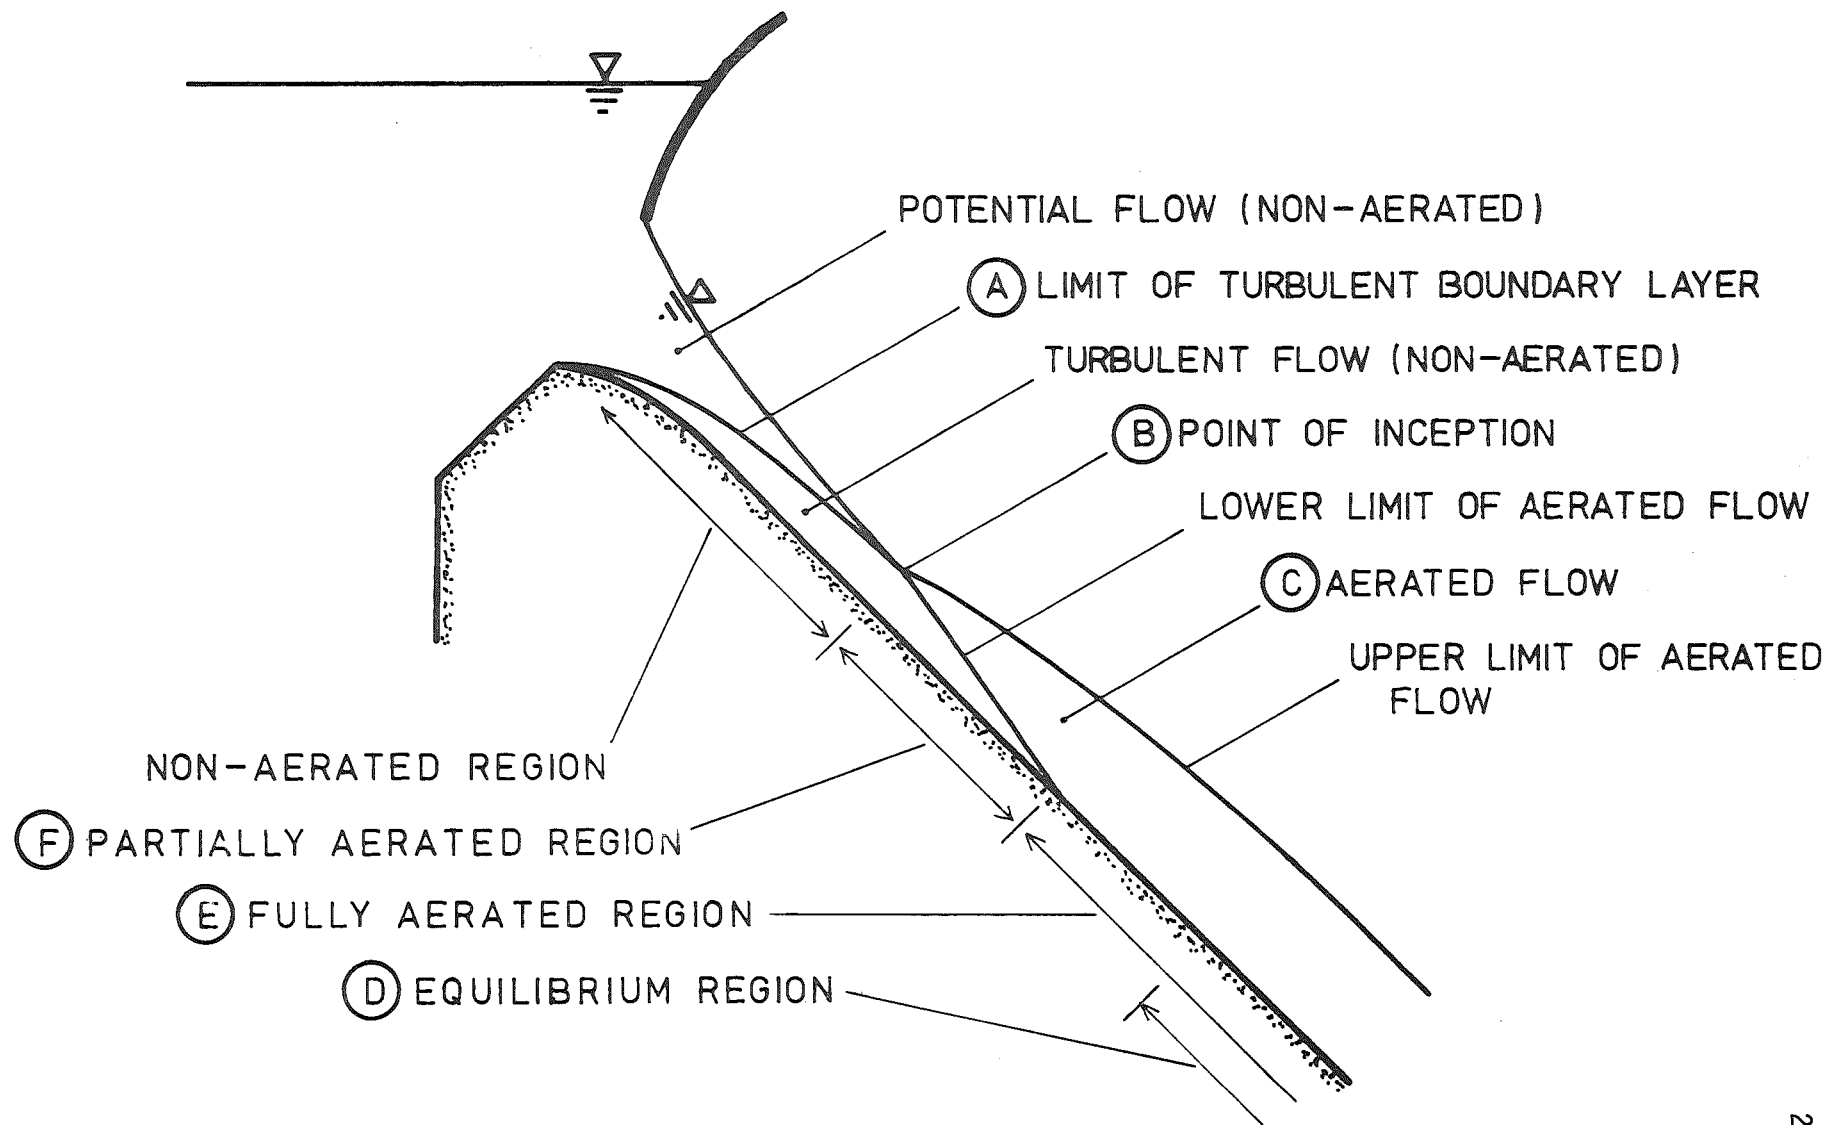 POTENTIAL FLOW (NON-AERATED)
A LIMIT OF TURBULENT BOUNDARY LAYER
TURBULENT FLOW (NON-AERATED)
B POINT OF INCEPTION
LOWER LIMIT OF AERATED FLOW
C AERATED FLOW
UPPER LIMIT OF AERATED
FLOW
NON-AERATED REGION
F PARTIALLY AERATED REGION
E FULLY AERATED REGION
D EQUILIBRIUM REGION
2